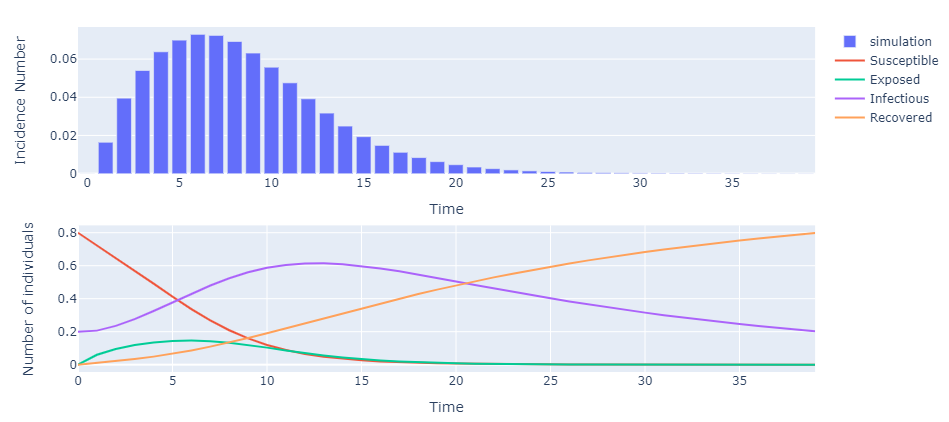 Incidence Number
0.06
0.04
0.02
0
0 5 10 15 20 25 30 35
Time
simulation
Susceptible
Exposed
Infectious
Recovered
Number of Individuals
0.8
0.6
0.4
0.2
0
0 5 10 15 20 25 30 35
Time